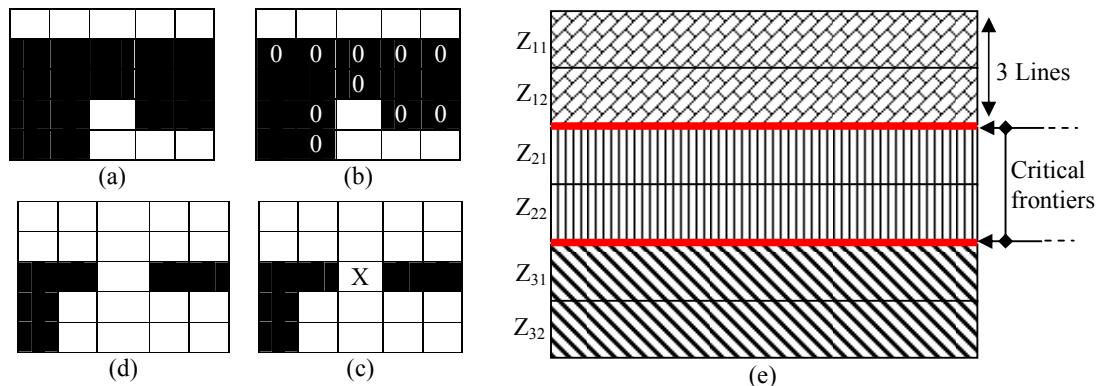 0 0 0 0 0
0
0 0 0
0
(a)
(b)
X
(d)
(c)
Z11
Z12
Z21
Z22
Z31
Z32
3 Lines
Critical
frontiers
(e)